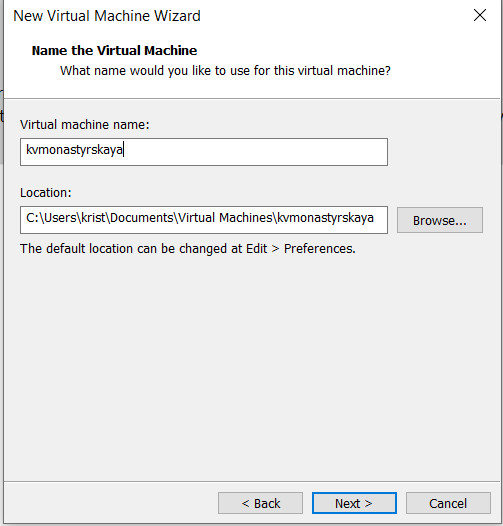 New Virtual Machine Wizard
Name the Virtual Machine
What name would you like to use for this virtual machine?
Virtual machine name:
kvmonastyrskaya
Location:
C:\Users\krist\Documents\Virtual Machines\kvmonastyrskaya
Browse...
The default location can be changed at Edit > Preferences.
< Back
Next >
Cancel